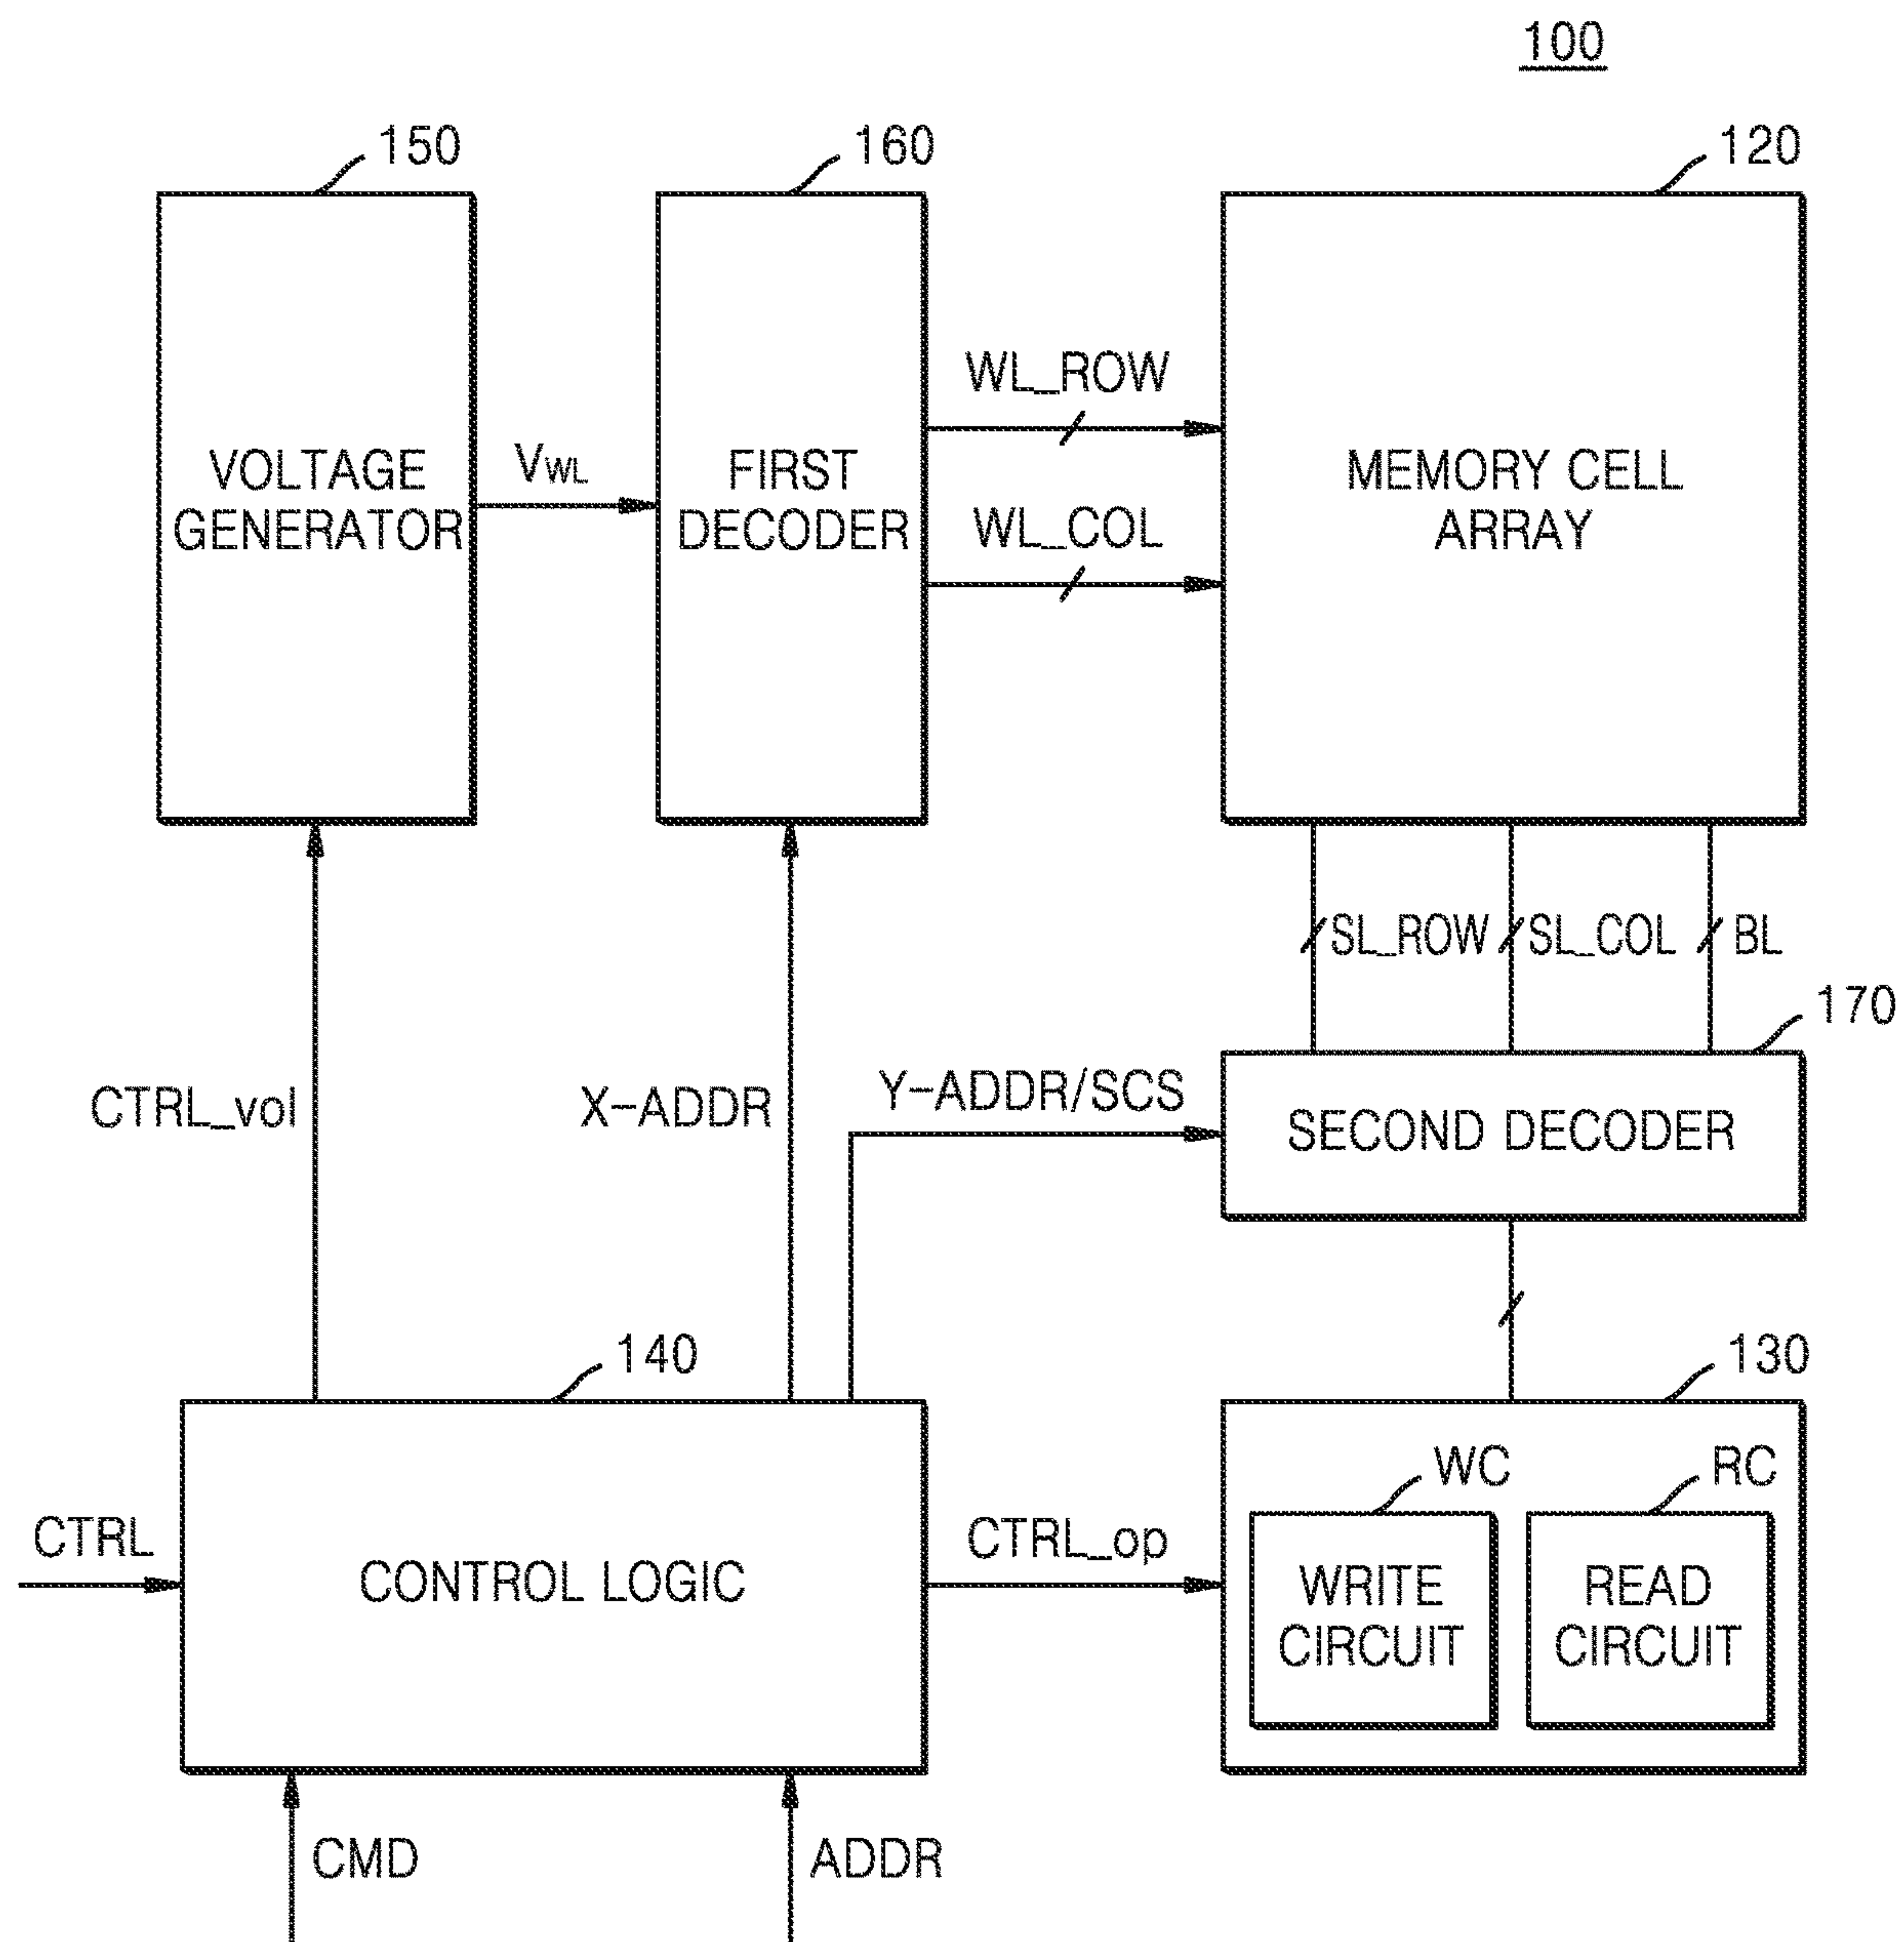 100
150
160
120
VOLTAGE
GENERATOR
VWL
FIRST
DECODER
WL_ROW
WL_COL
MEMORY CELL
ARRAY
SL_ROW
SL_COL
BL
170
CTRL_vol
X-ADDR
Y-ADDR/SCS
SECOND DECODER
140
130
CTRL
CONTROL LOGIC
CTRL_op
WC
RC
WRITE
CIRCUIT
READ
CIRCUIT
CMD
ADDR